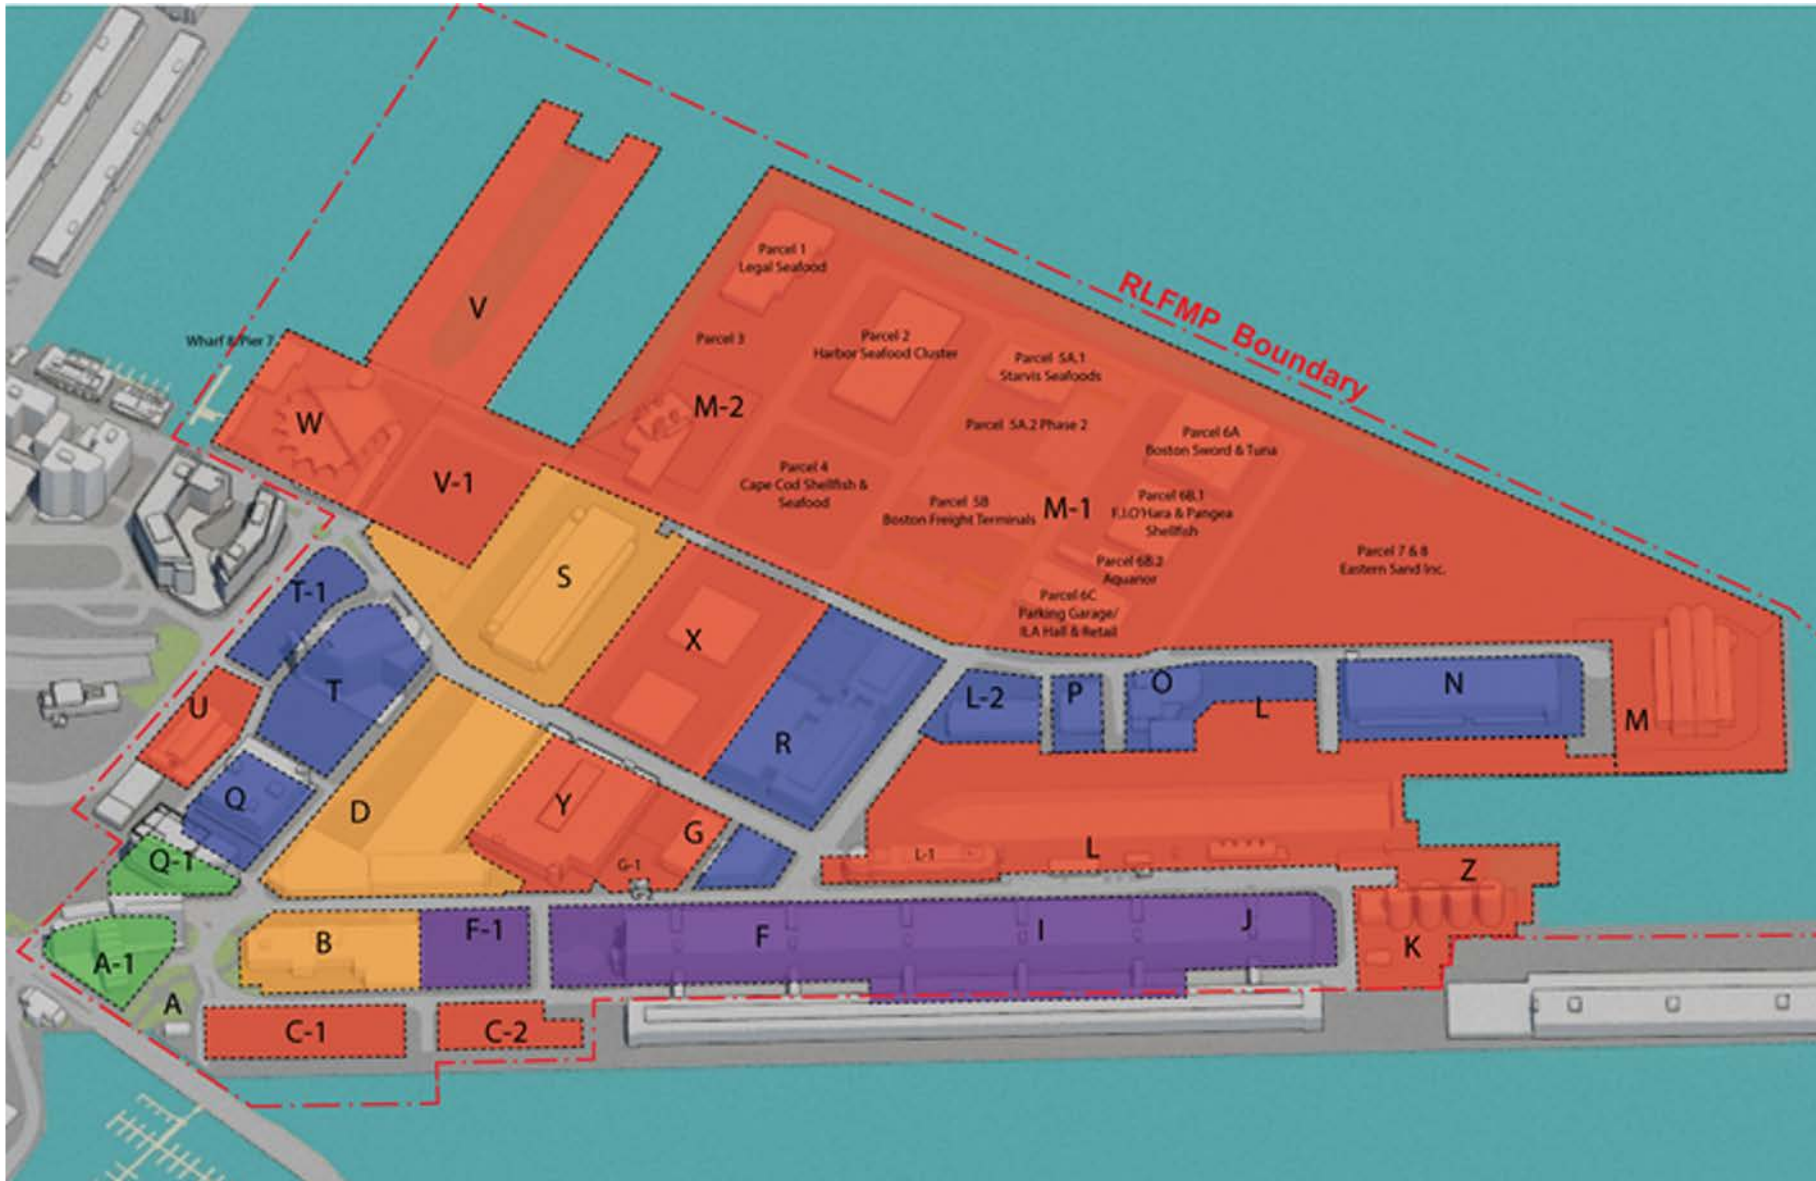 RLFMP Boundary
Parcel 1
Legal Seafood
V
Parcel 3
Parcel 2
Harbor Seafood Cluster
Wharf 8/Pier 7
Parcel 5A.1
Starvis Seafoods
M-2
W
Parcel 5A.2 Phase 2
Parcel 6A
Boston Sword & Tuna
V-1
Parcel 4
Cape Cod Shellfish &
Seafood
Parcel 5B
Boston Freight Terminals
M-1
Parcel 6B.1
F.J.O'Hara & Pangea
Shellfish
Parcel 7 & 8
Eastern Sand Inc.
Parcel 6B.2
Aquanor
Parcel 6C
Parking Garage/
ILA Hall & Retail
S
T-1
X
T
U
L-2
P
O
L
N
M
R
Q
D
Y
G
Q-1
G-1
G-2
L-1
L
Z
A-1
B
F-1
F
I
J
K
A
C-1
C-2